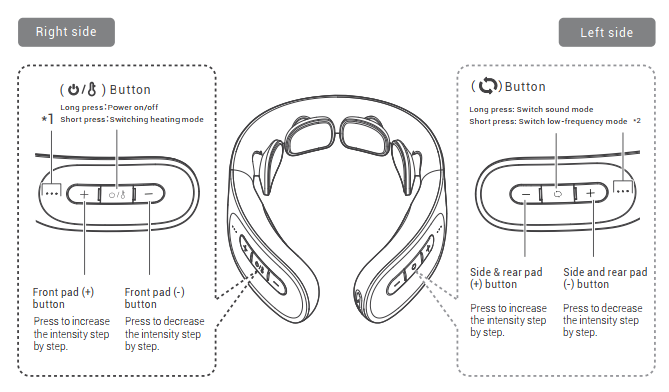 Right side
Left side
( / ) Button
Long press:Power on/off
Short press:Switching heating mode
*1
+
−
Front pad (+)
button
Press to increase
the intensity step
by step.
Front pad (-)
button
Press to decrease
the intensity step
by step.
( ) Button
Long press: Switch sound mode
Short press: Switch low-frequency mode *2
−
+
Side & rear pad
(+) button
Press to increase
the intensity step
by step.
Side and rear pad
(-) button
Press to decrease
the intensity step
by step.